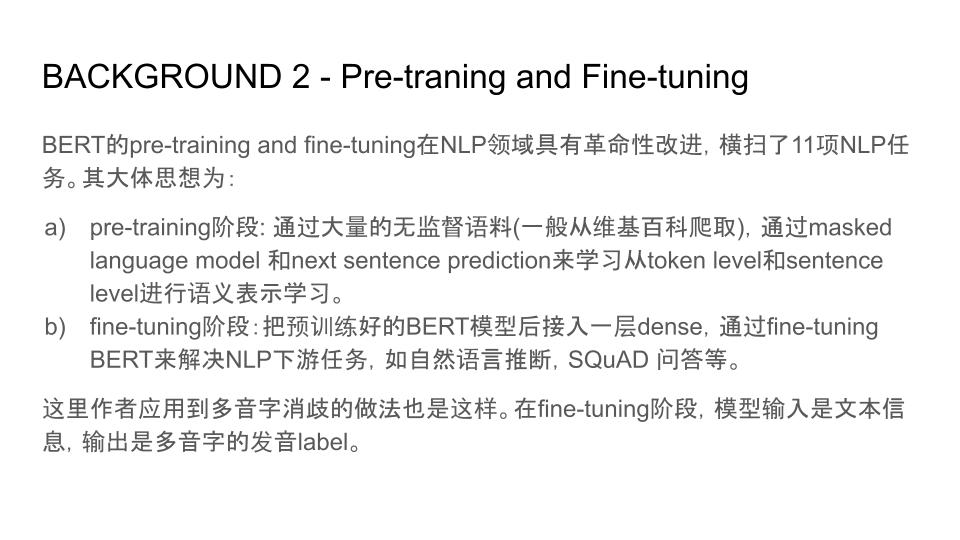 BACKGROUND 2 - Pre-traning and Fine-tuning
BERT的pre-training and fine-tuning在NLP领域具有革命性改进，横扫了11项NLP任
务。其大体思想为：
a) pre-training阶段: 通过大量的无监督语料(一般从维基百科爬取)，通过masked
language model 和next sentence prediction来学习从token level和sentence
level进行语义表示学习。
b) fine-tuning阶段：把预训练好的BERT模型后接入一层dense，通过fine-tuning
BERT来解决NLP下游任务，如自然语言推断，SQuAD 问答等。
这里作者应用到多音字消歧的做法也是这样。在fine-tuning阶段，模型输入是文本信
息，输出是多音字的发音label。